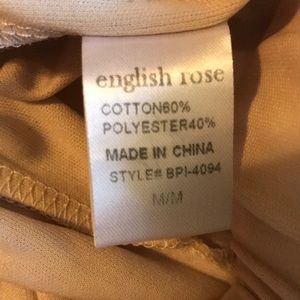 english rose
COTTON60%
POLYESTER40%
MADE IN CHINA
STYLE# BPI-4094
M/M